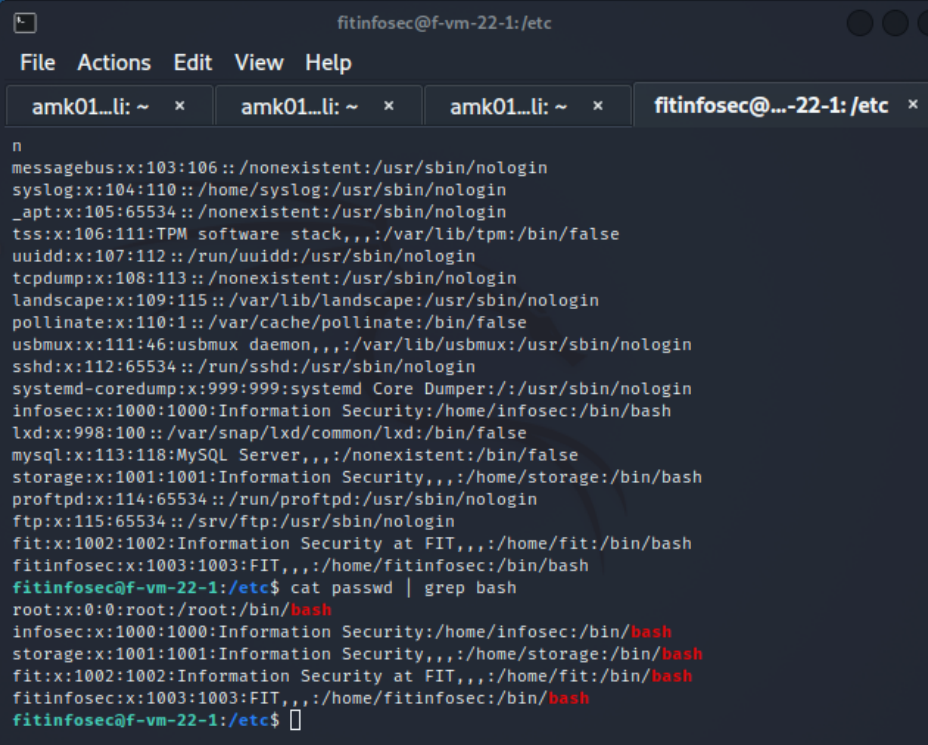 fitinfosec@f-vm-22-1:/etc
File Actions Edit View Help
amk01...li: ~ × amk01...li: ~ × amk01...li: ~ × fitinfosec@...-22-1: /etc ×
n
messagebus:x:103:106::/nonexistent:/usr/sbin/nologin
syslog:x:104:110::/home/syslog:/usr/sbin/nologin
_apt:x:105:65534::/nonexistent:/usr/sbin/nologin
tss:x:106:111:TPM software stack,,,:/var/lib/tpm:/bin/false
uuidd:x:107:112::/run/uuidd:/usr/sbin/nologin
tcpdump:x:108:113::/nonexistent:/usr/sbin/nologin
landscape:x:109:115::/var/lib/landscape:/usr/sbin/nologin
pollinate:x:110:1::/var/cache/pollinate:/bin/false
usbmux:x:111:46:usbmux daemon,,,:/var/lib/usbmux:/usr/sbin/nologin
sshd:x:112:65534::/run/sshd:/usr/sbin/nologin
systemd-coredump:x:999:999:systemd Core Dumper:/:/usr/sbin/nologin
infosec:x:1000:1000:Information Security:/home/infosec:/bin/bash
lxd:x:998:100::/var/snap/lxd/common/lxd:/bin/false
mysql:x:113:118:MySQL Server,,,:/nonexistent:/bin/false
storage:x:1001:1001:Information Security,,,:/home/storage:/bin/bash
proftpd:x:114:65534::/run/proftpd:/usr/sbin/nologin
ftp:x:115:65534::/srv/ftp:/usr/sbin/nologin
fit:x:1002:1002:Information Security at FIT,,,:/home/fit:/bin/bash
fitinfosec:x:1003:1003:FIT,,,:/home/fitinfosec:/bin/bash
fitinfosec@f-vm-22-1:/etc$ cat passwd | grep bash
root:x:0:0:root:/root:/bin/bash
infosec:x:1000:1000:Information Security:/home/infosec:/bin/bash
storage:x:1001:1001:Information Security,,,:/home/storage:/bin/bash
fit:x:1002:1002:Information Security at FIT,,,:/home/fit:/bin/bash
fitinfosec:x:1003:1003:FIT,,,:/home/fitinfosec:/bin/bash
fitinfosec@f-vm-22-1:/etc$